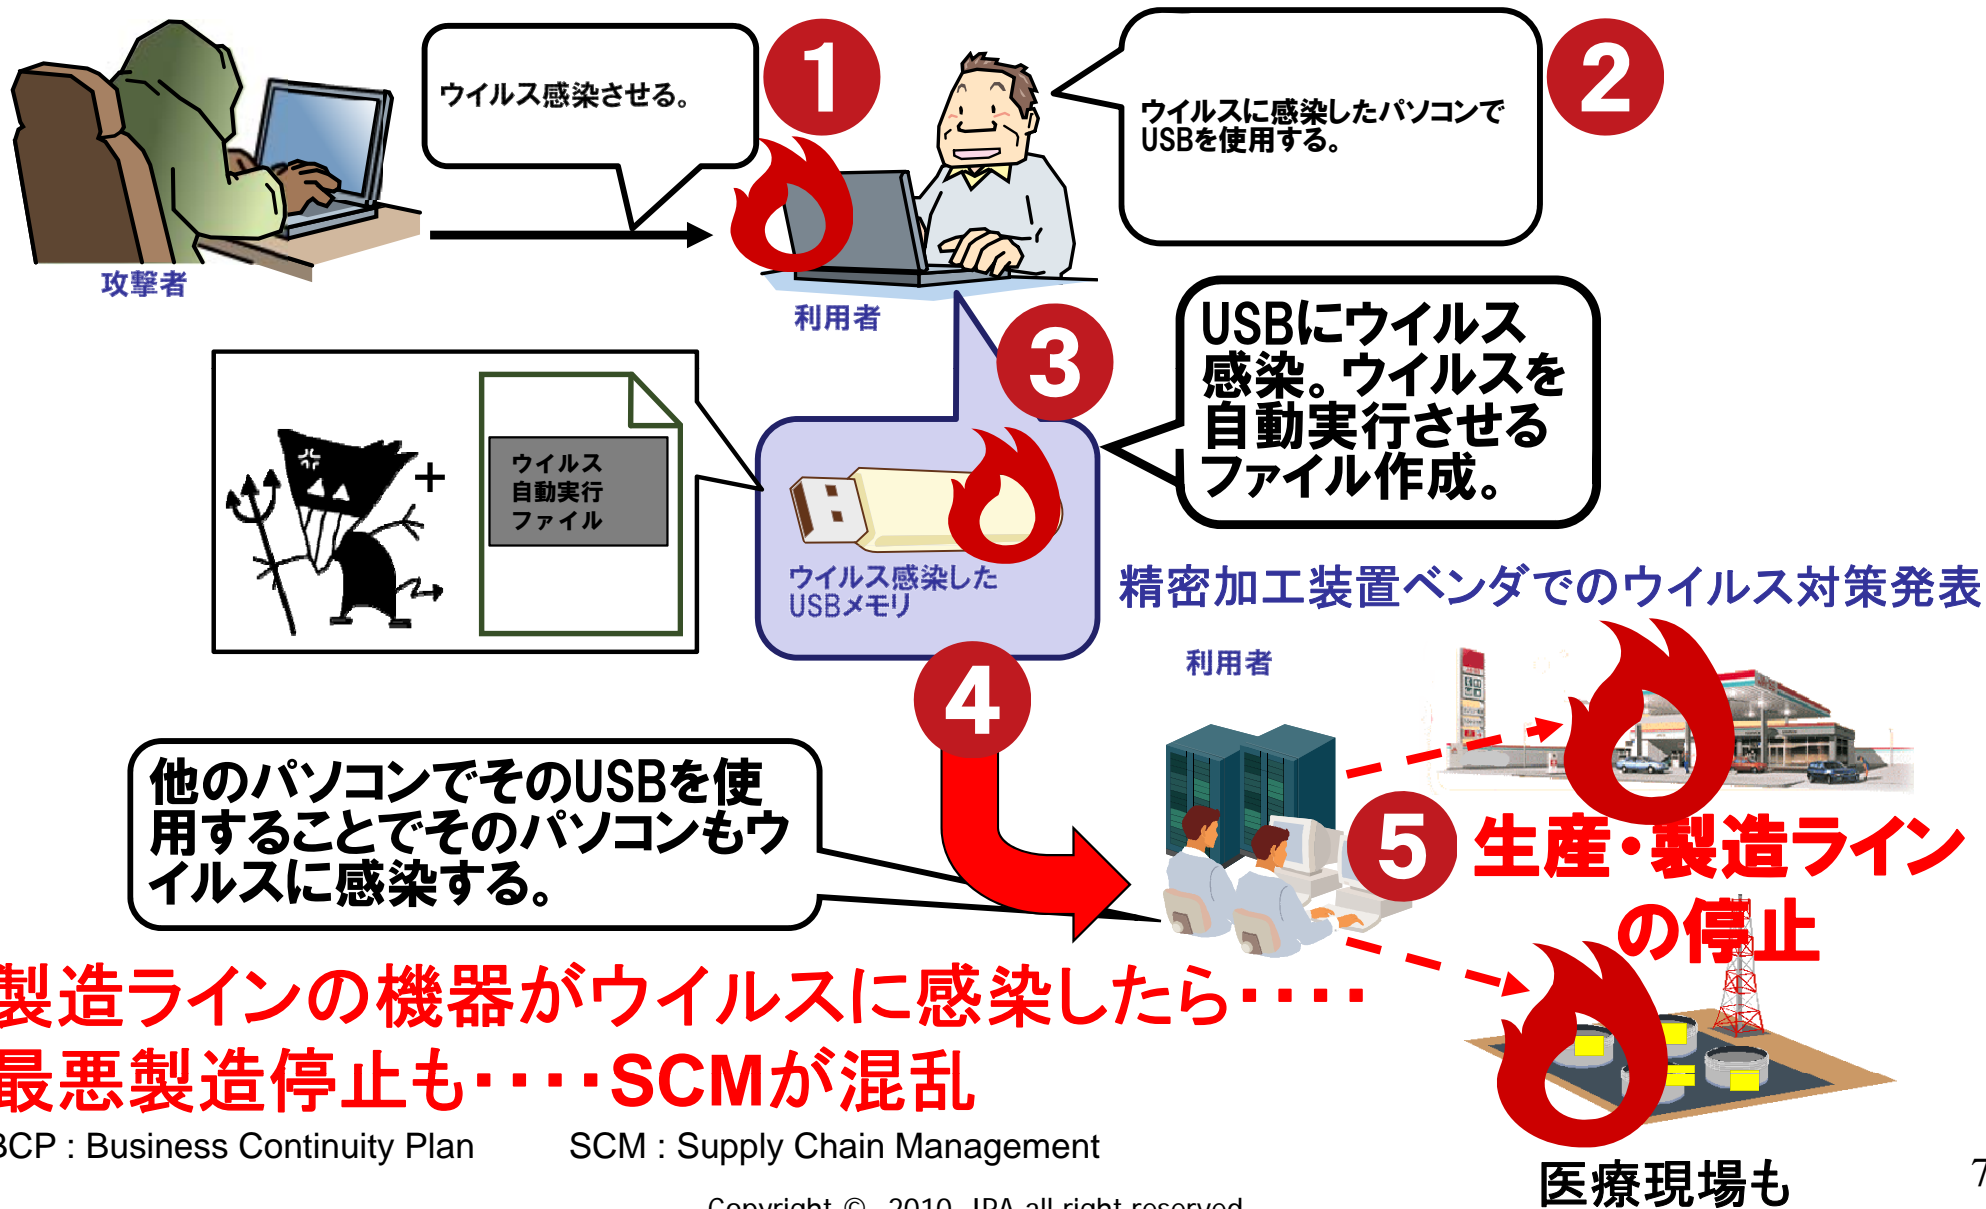 ウイルス感染させる。
1
2
ウイルスに感染したパソコンで
USBを使用する。
攻撃者
利用者
3
USBにウイルス
感染。ウイルスを
自動実行させる
ファイル作成。
+
ウイルス
自動実行
ファイル
ウイルス感染した
USBメモリ
精密加工装置ベンダでのウイルス対策発表
利用者
4
他のパソコンでそのUSBを使
用することでそのパソコンもウ
イルスに感染する。
5
生産・製造ライン
の停止
製造ラインの機器がウイルスに感染したら・・・・
最悪製造停止も・・・・SCMが混乱
BCP : Business Continuity Plan
SCM : Supply Chain Management
医療現場も
7
Copyright © 2010 IPA all right reserved